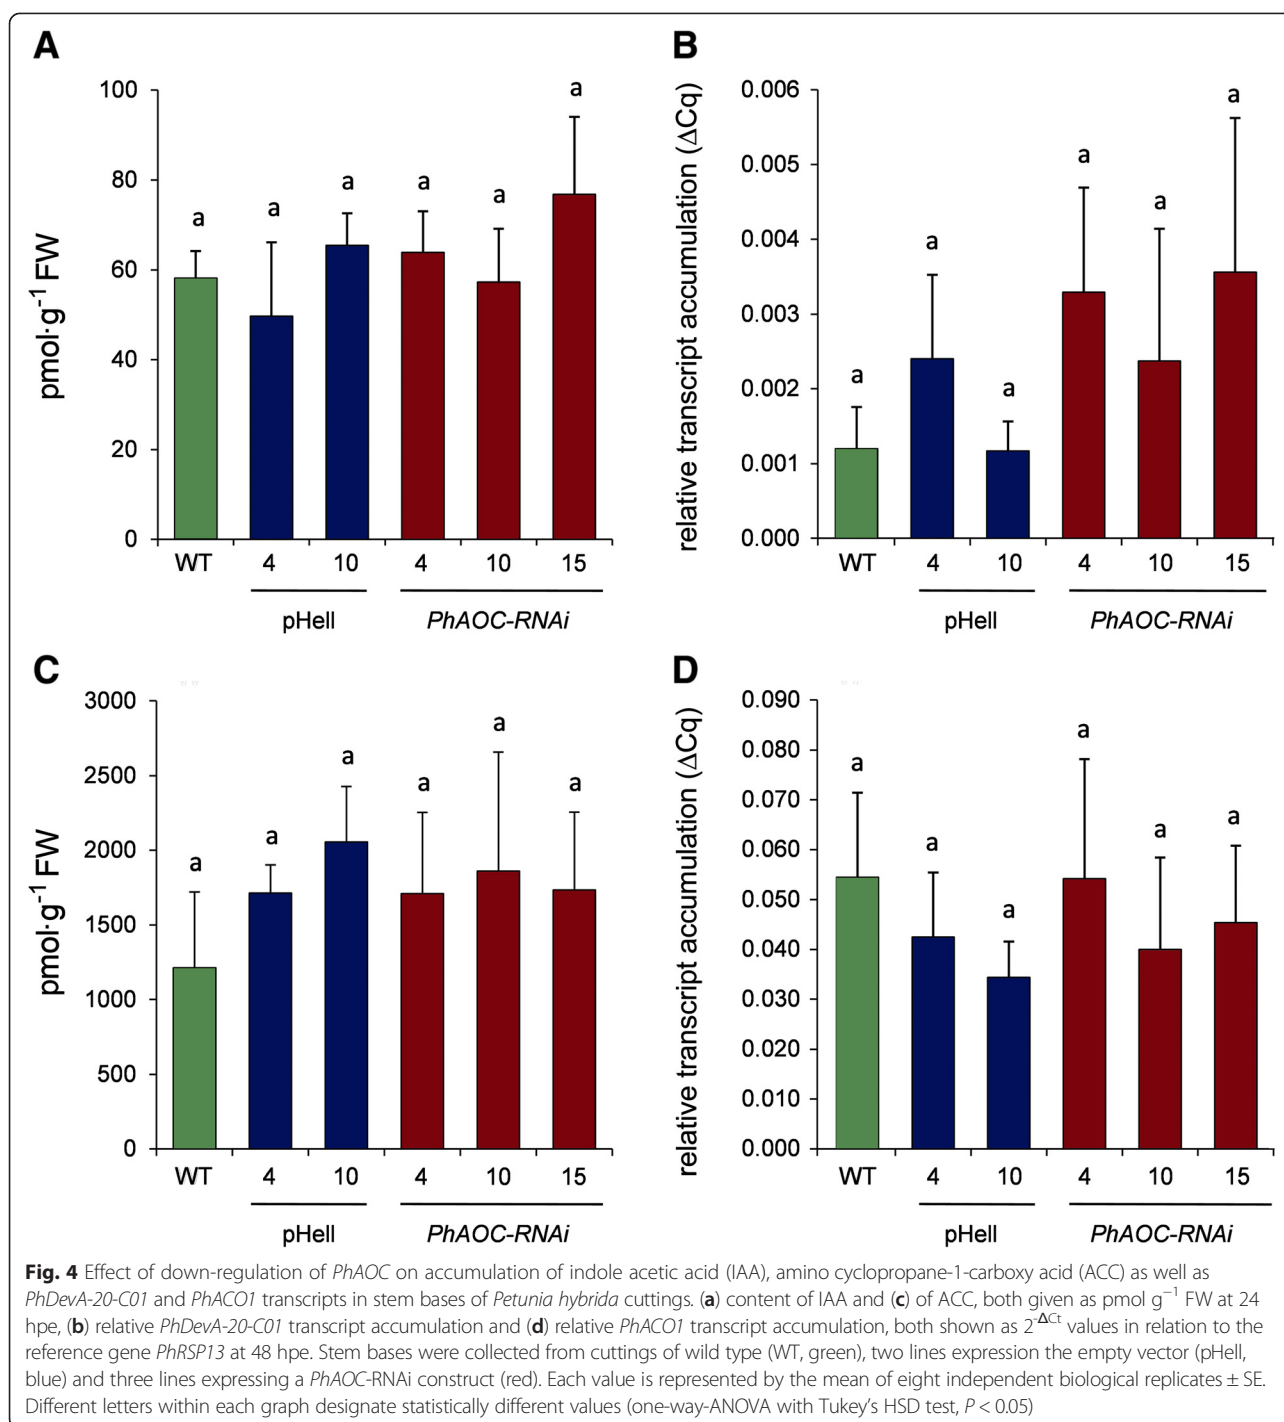 A
pmol·g⁻¹ FW
100
80
60
40
20
0
a
a
a
a
a
a
WT
4
10
4
10
15
pHell
PhAOC-RNAi
B
relative transcript accumulation (ΔCq)
0.006
0.005
0.004
0.003
0.002
0.001
0.000
a
a
a
a
a
a
WT
4
10
4
10
15
pHell
PhAOC-RNAi
C
pmol·g⁻¹ FW
3000
2500
2000
1500
1000
500
0
a
a
a
a
a
a
WT
4
10
4
10
15
pHell
PhAOC-RNAi
D
relative transcript accumulation (ΔCq)
0.090
0.080
0.070
0.060
0.050
0.040
0.030
0.020
0.010
0.000
a
a
a
a
a
a
WT
4
10
4
10
15
pHell
PhAOC-RNAi
Fig. 4 Effect of down-regulation of PhAOC on accumulation of indole acetic acid (IAA), amino cyclopropane-1-carboxy acid (ACC) as well as
PhDevA-20-C01 and PhACO1 transcripts in stem bases of Petunia hybrida cuttings. (a) content of IAA and (c) of ACC, both given as pmol g⁻¹ FW at 24
hpe, (b) relative PhDevA-20-C01 transcript accumulation and (d) relative PhACO1 transcript accumulation, both shown as 2^-ΔCt values in relation to the
reference gene PhRSP13 at 48 hpe. Stem bases were collected from cuttings of wild type (WT, green), two lines expression the empty vector (pHell,
blue) and three lines expressing a PhAOC-RNAi construct (red). Each value is represented by the mean of eight independent biological replicates ± SE.
Different letters within each graph designate statistically different values (one-way-ANOVA with Tukey's HSD test, P < 0.05)